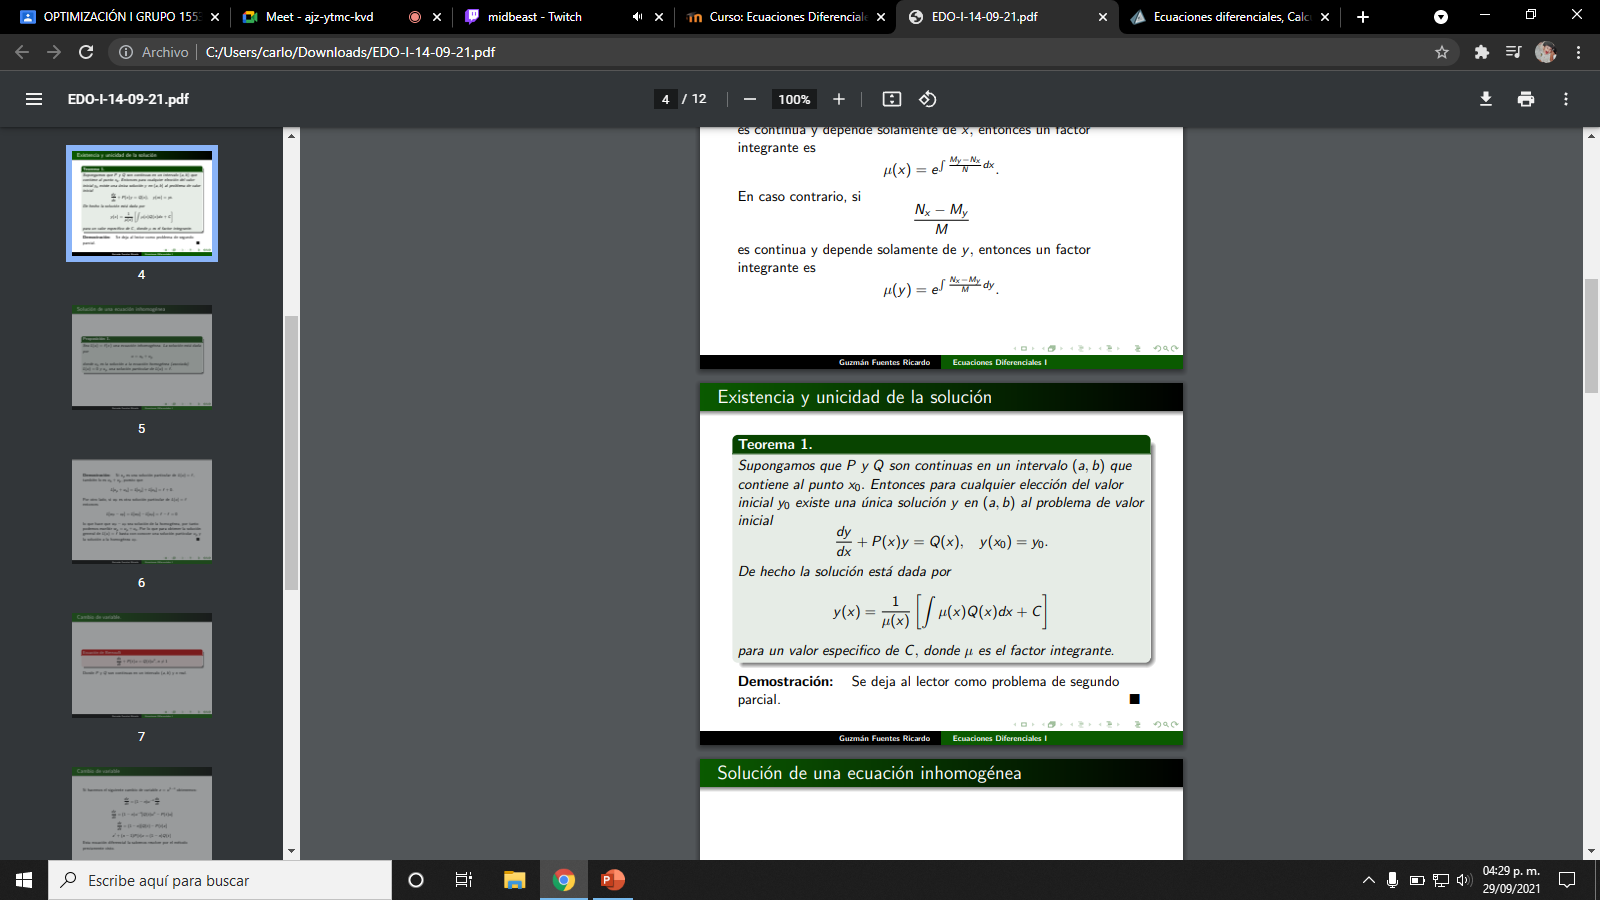 OPTIMIZACIÓN I GRUPO 155
Meet - ajz-ytmc-kvd
midbeast - Twitch
Curso: Ecuaciones Diferenciale
EDO-I-14-09-21.pdf
Ecuaciones diferenciales, Calc
Archivo
C:/Users/carlo/Downloads/EDO-I-14-09-21.pdf
EDO-I-14-09-21.pdf
4 / 12
100%
4
5
6
7
es continua y depende solamente de x, entonces un factor
integrante es
μ(x) = e^{∫ \frac{M_y−N_x}{N} dx}.
En caso contrario, si
\frac{N_x − M_y}{M}
es continua y depende solamente de y, entonces un factor
integrante es
μ(y) = e^{∫ \frac{N_x−M_y}{M} dy}.
Guzmán Fuentes Ricardo
Ecuaciones Diferenciales I
Existencia y unicidad de la solución
Teorema 1.
Supongamos que P y Q son continuas en un intervalo (a, b) que
contiene al punto x₀. Entonces para cualquier elección del valor
inicial y₀ existe una única solución y en (a, b) al problema de valor
inicial
\frac{dy}{dx} + P(x)y = Q(x), y(x₀) = y₀.
De hecho la solución está dada por
y(x) = \frac{1}{μ(x)} [∫ μ(x)Q(x)dx + C]
para un valor especifico de C, donde μ es el factor integrante.
Demostración: Se deja al lector como problema de segundo
parcial. ■
Guzmán Fuentes Ricardo
Ecuaciones Diferenciales I
Solución de una ecuación inhomogénea
Escribe aquí para buscar
04:29 p. m.
29/09/2021